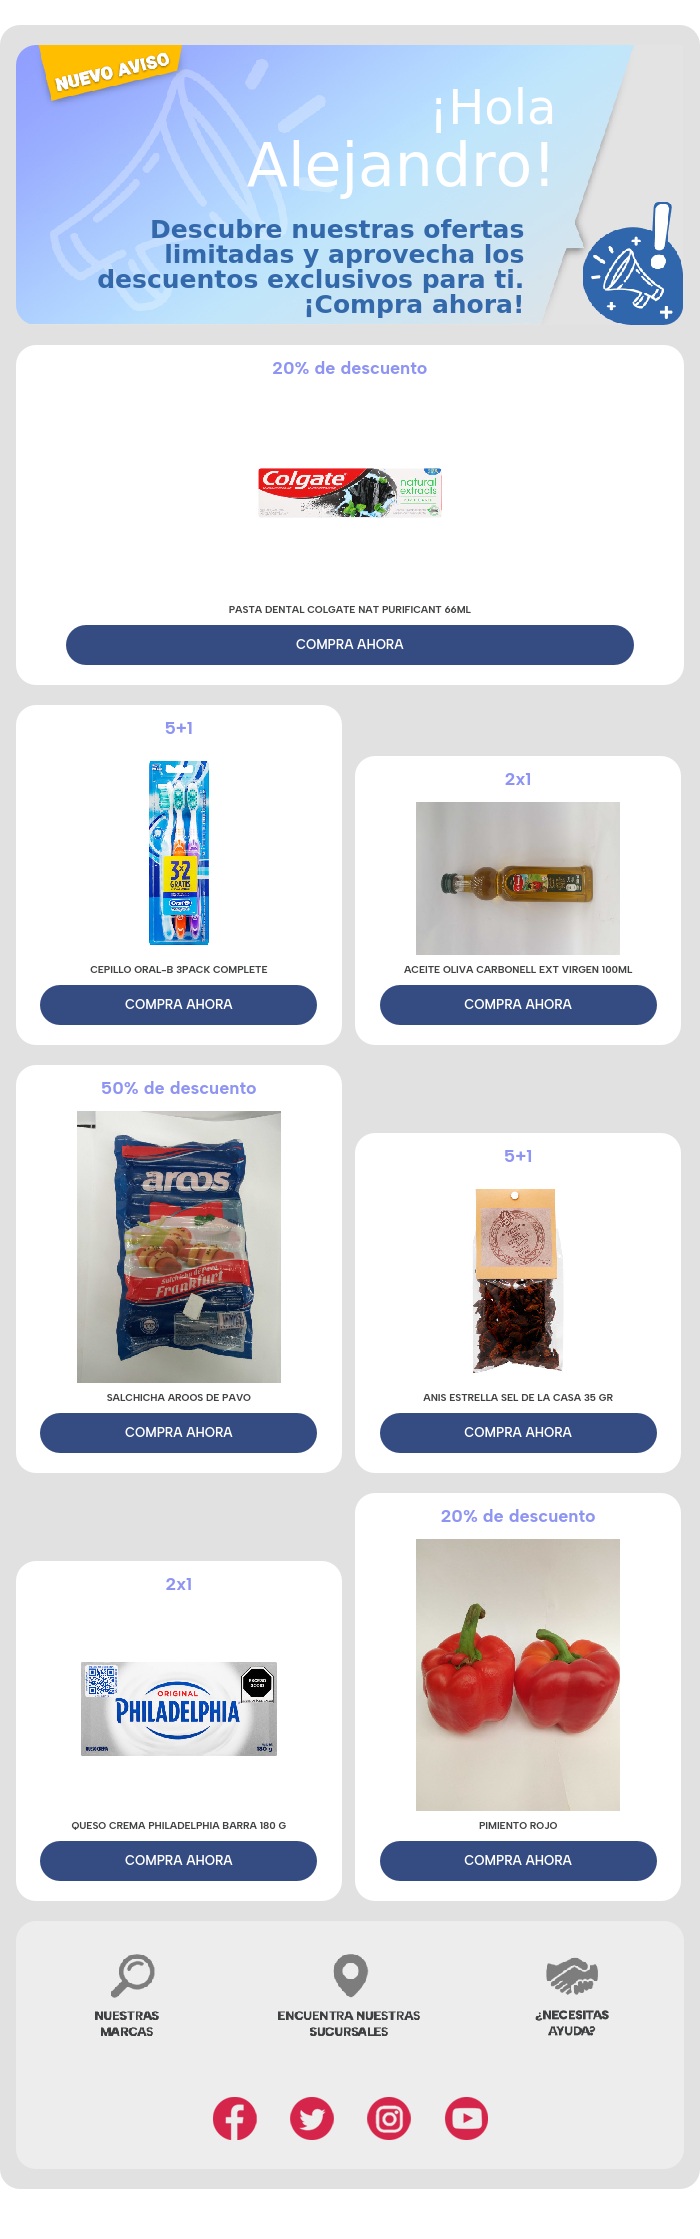 NUEVO AVISO
¡Hola
Alejandro!
Descubre nuestras ofertas
limitadas y aprovecha los
descuentos exclusivos para ti.
¡Compra ahora!
20% de descuento
Colgate
natural
extracts
PASTA DENTAL COLGATE NAT PURIFICANT 66ML
COMPRA AHORA
5+1
3x2
GRATIS
Oral-B
CEPILLO ORAL-B 3PACK COMPLETE
COMPRA AHORA
2x1
ACEITE OLIVA CARBONELL EXT VIRGEN 100ML
COMPRA AHORA
50% de descuento
aroos
Salchicha de Pavo
Frankfurt
SALCHICHA AROOS DE PAVO
COMPRA AHORA
5+1
ANIS ESTRELLA SEL DE LA CASA 35 GR
COMPRA AHORA
2x1
ORIGINAL
PHILADELPHIA
EXCESO
180 g
QUESO CREMA PHILADELPHIA BARRA 180 G
COMPRA AHORA
20% de descuento
PIMIENTO ROJO
COMPRA AHORA
NUESTRAS
MARCAS
ENCUENTRA NUESTRAS
SUCURSALES
¿NECESITAS
AYUDA?